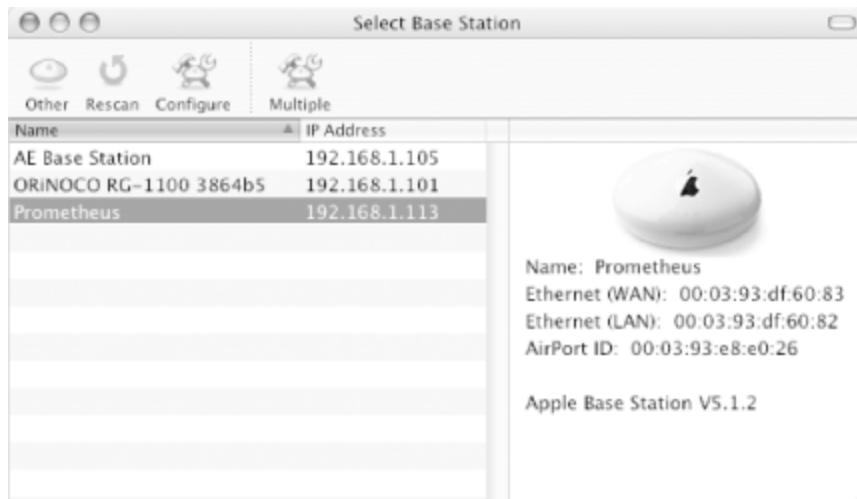 Select Base Station
Other Rescan Configure Multiple
Name IP Address
AE Base Station 192.168.1.105
ORiNOCO RG-1100 3864b5 192.168.1.101
Prometheus 192.168.1.113
Name: Prometheus
Ethernet (WAN): 00:03:93:df:60:83
Ethernet (LAN): 00:03:93:df:60:82
AirPort ID: 00:03:93:e8:e0:26
Apple Base Station V5.1.2